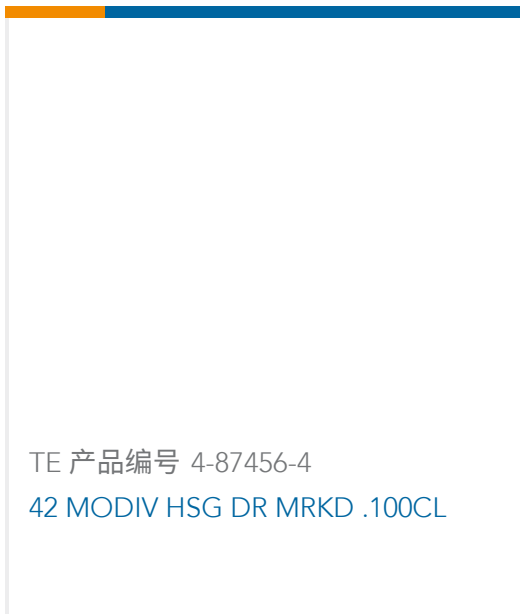 TE 产品编号 4-87456-4
42 MODIV HSG DR MRKD .100CL